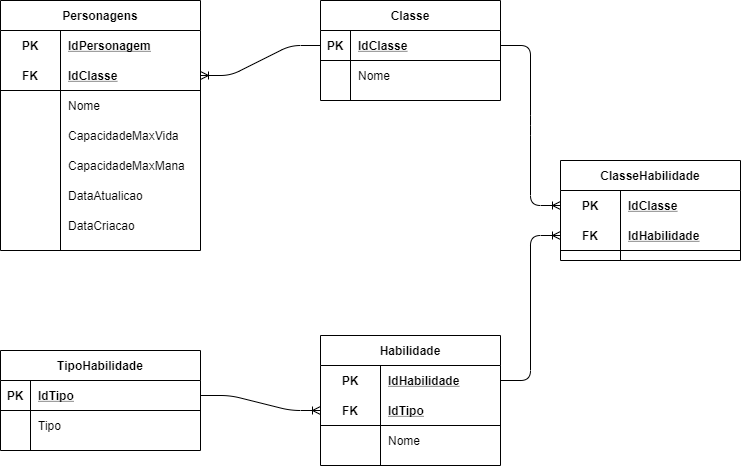 Personagens
PK IdPersonagem
FK IdClasse
Nome
CapacidadeMaxVida
CapacidadeMaxMana
DataAtualicao
DataCriacao
Classe
PK IdClasse
Nome
ClasseHabilidade
PK IdClasse
FK IdHabilidade
TipoHabilidade
PK IdTipo
Tipo
Habilidade
PK IdHabilidade
FK IdTipo
Nome